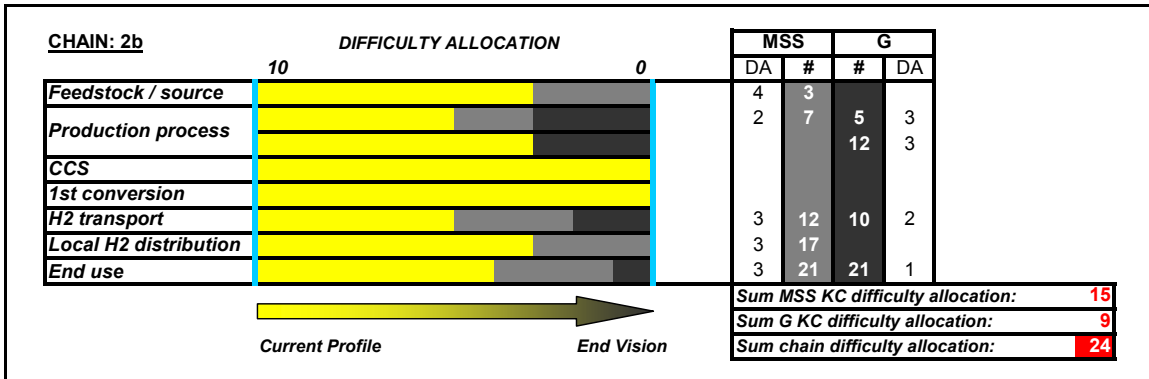 CHAIN: 2b DIFFICULTY ALLOCATION MSS G
10 0 DA # # DA
Feedstock / source 4 3
Production process 2 7 5 3
12 3
CCS
1st conversion
H2 transport 3 12 10 2
Local H2 distribution 3 17
End use 3 21 21 1
Sum MSS KC difficulty allocation: 15
Sum G KC difficulty allocation: 9
Current Profile End Vision Sum chain difficulty allocation: 24